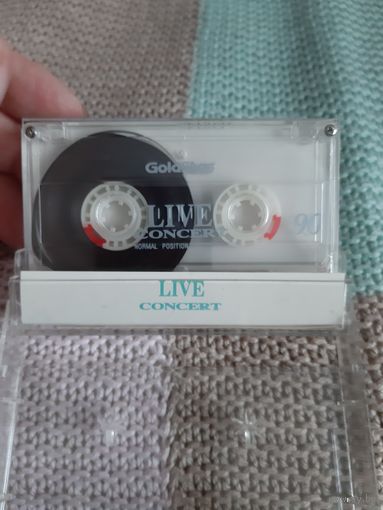 GoldStar
LIVE
CONCERT
NORMAL POSITION
90
LIVE
CONCERT